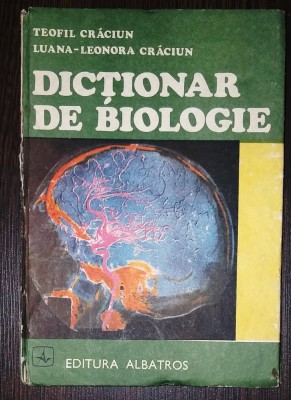 TEOFIL CRĂCIUN
LUANA-LEONORA CRĂCIUN
DICȚIONAR
DE BIOLOGIE
EDITURA ALBATROS